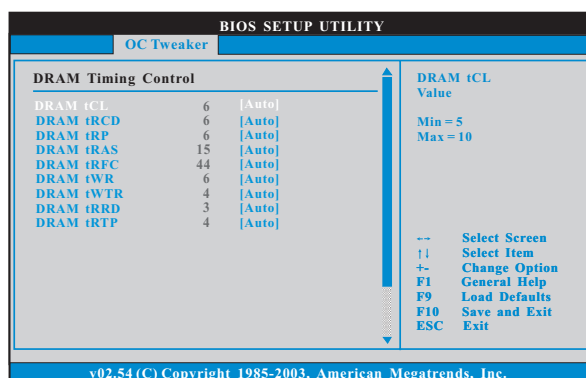 BIOS SETUP UTILITY
OC Tweaker
DRAM Timing Control
DRAM tCL 6 [Auto]
DRAM tRCD 6 [Auto]
DRAM tRP 6 [Auto]
DRAM tRAS 15 [Auto]
DRAM tRFC 44 [Auto]
DRAM tWR 6 [Auto]
DRAM tWTR 4 [Auto]
DRAM tRRD 3 [Auto]
DRAM tRTP 4 [Auto]
DRAM tCL
Value
Min = 5
Max = 10
←→ Select Screen
↑↓ Select Item
+- Change Option
F1 General Help
F9 Load Defaults
F10 Save and Exit
ESC Exit
v02.54 (C) Copyright 1985-2003, American Megatrends, Inc.